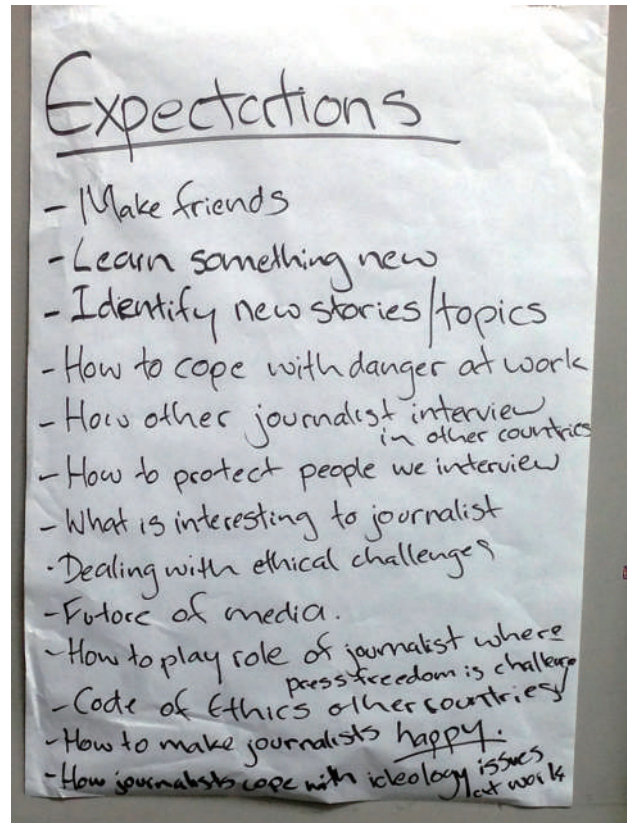 Expectations
- Make friends
- Learn something new
- Identify new stories/topics
- How to cope with danger at work
- How other journalist interview
in other countries
- How to protect people we interview
- What is interesting to journalist
· Dealing with ethical challenges
- Future of media.
- How to play role of journalist where
press freedom is challenge
- Code of Ethics other countries
- How to make journalists happy.
- How journalists cope with ideology issues
at work